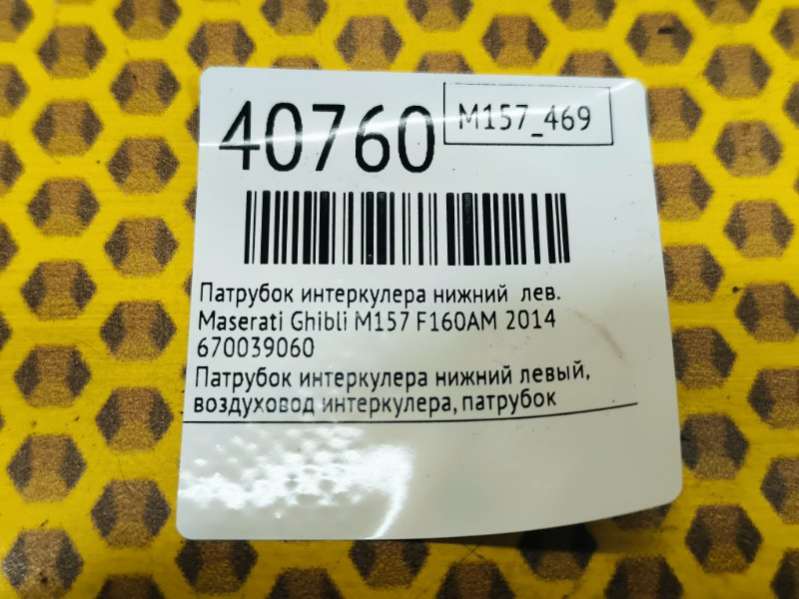 40760
M157_469
Патрубок интеркулера нижний лев.
Maserati Ghibli M157 F160AM 2014
670039060
Патрубок интеркулера нижний левый,
воздуховод интеркулера, патрубок